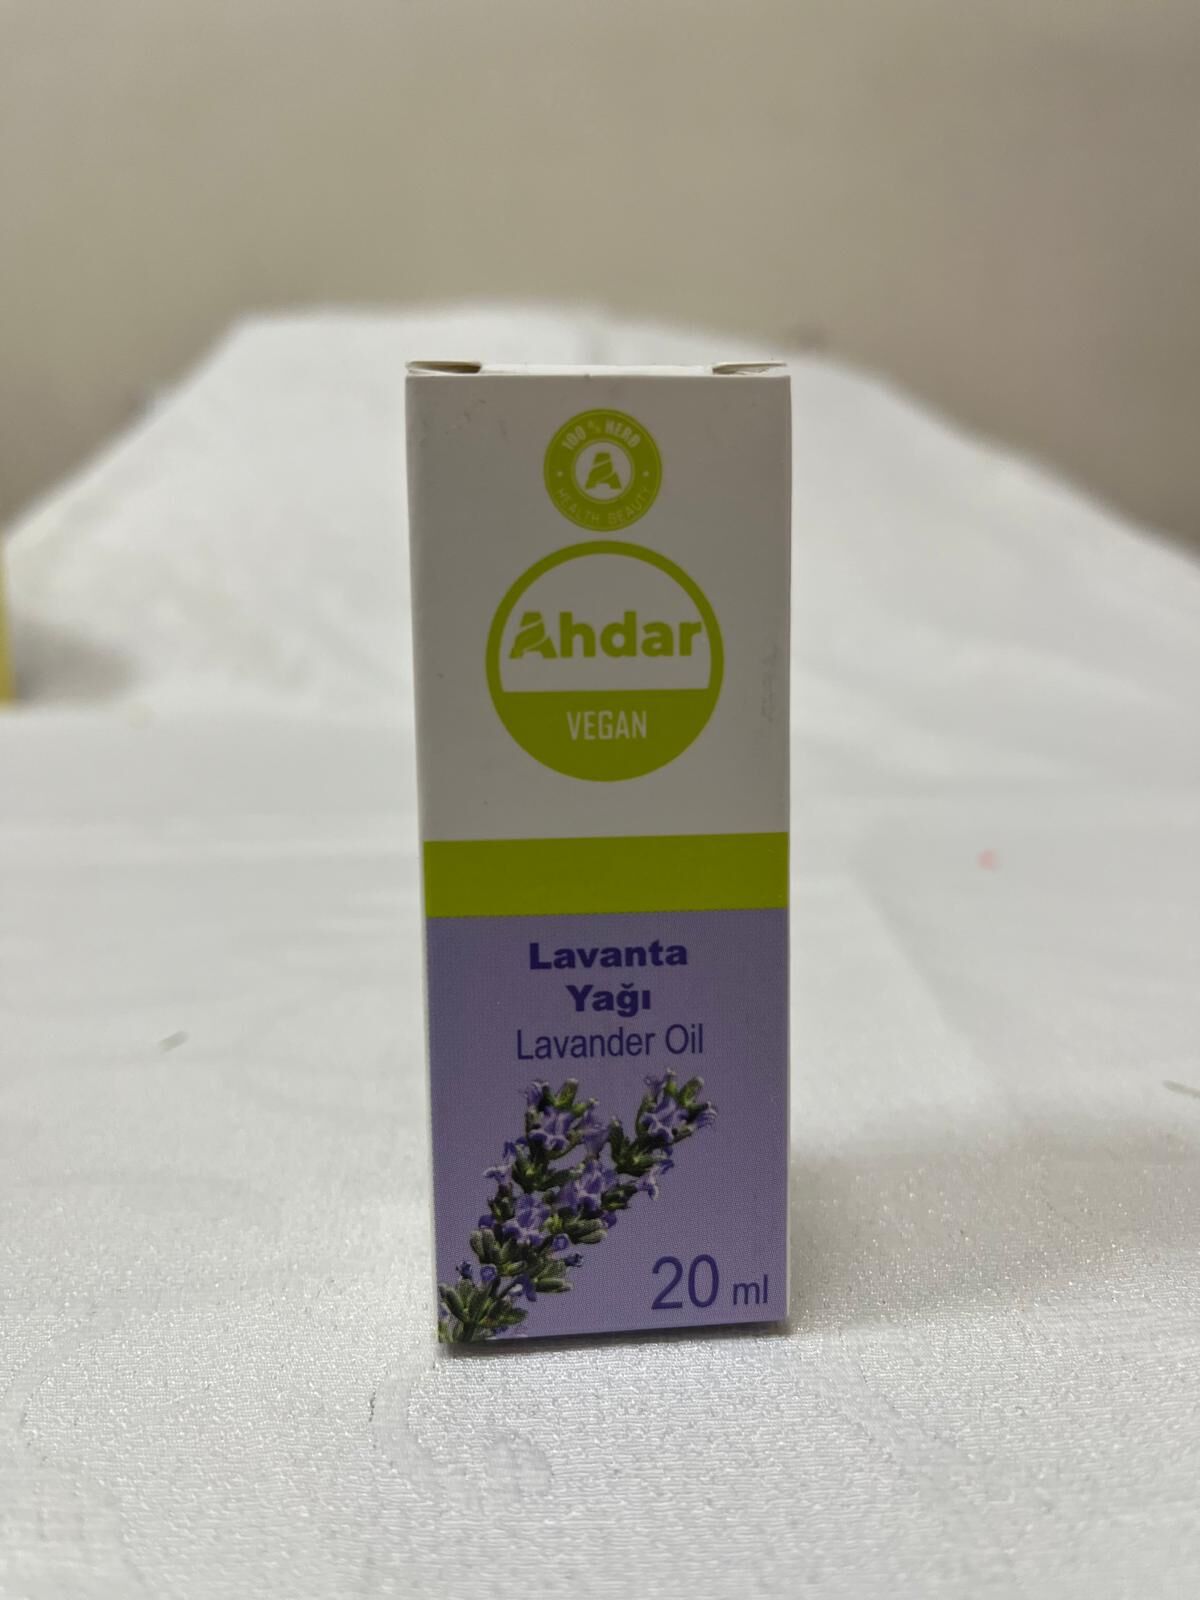 100 % HERB
A
HEALTH BEAUTY
Ahdar
VEGAN
Lavanta
Yağı
Lavander Oil
20 ml